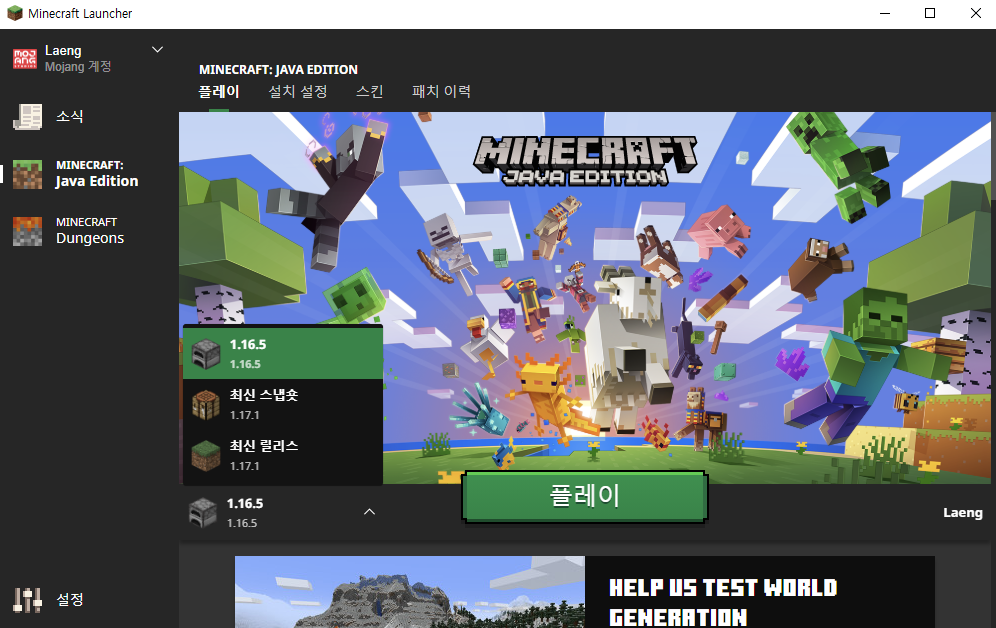 Minecraft Launcher
MOJANG STUDIOS
Laeng
Mojang 계정
소식
MINECRAFT:
Java Edition
MINECRAFT
Dungeons
설정
MINECRAFT: JAVA EDITION
플레이 설치 설정 스킨 패치 이력
MINECRAFT
JAVA EDITION
1.16.5
1.16.5
최신 스냅숏
1.17.1
최신 릴리스
1.17.1
1.16.5
1.16.5
플레이
Laeng
HELP US TEST WORLD
GENERATION